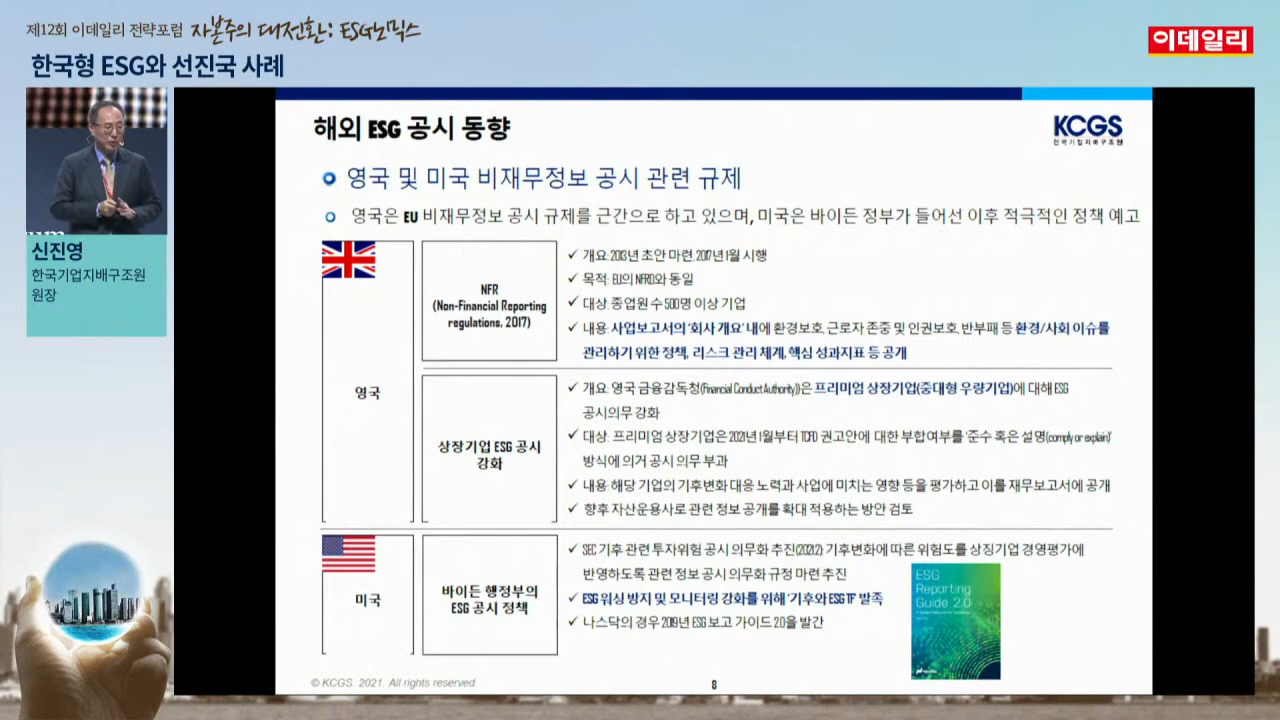 제12회 이데일리 전략포럼 자본주의 대전환: ESG노믹스
이데일리
한국형 ESG와 선진국 사례
신진영
한국기업지배구조원
원장
해외 ESG 공시 동향
KCGS
한국기업지배구조원
영국 및 미국 비재무정보 공시 관련 규제
영국은 EU 비재무정보 공시 규제를 근간으로 하고 있으며, 미국은 바이든 정부가 들어선 이후 적극적인 정책 예고
영국
NFR
(Non-Financial Reporting
regulations, 2017)
✓ 개요: 2013년 초안 마련, 2017년 1월 시행
✓ 목적: EU의 NFRD와 동일
✓ 대상: 종업원 수 500명 이상 기업
✓ 내용: 사업보고서의 '회사 개요' 내에 환경보호, 근로자 존중 및 인권보호, 반부패 등 환경/사회 이슈를
관리하기 위한 정책, 리스크 관리 체계, 핵심 성과지표 등 공개
상장기업 ESG 공시
강화
✓ 개요: 영국 금융감독청(Financial Conduct Authority))은 프리미엄 상장기업(중대형 우량기업)에 대해 ESG
공시의무 강화
✓ 대상: 프리미엄 상장기업은 2021년 1월부터 TCFD 권고안에 대한 부합여부를 '준수 혹은 설명(comply or explain)'
방식에 의거 공시 의무 부과
✓ 내용: 해당 기업의 기후변화 대응 노력과 사업에 미치는 영향 등을 평가하고 이를 재무보고서에 공개
✓ 향후 자산운용사로 관련 정보 공개를 확대 적용하는 방안 검토
미국
바이든 행정부의
ESG 공시 정책
✓ SEC 기후 관련 투자위험 공시 의무화 추진(2021.2): 기후변화에 따른 위험도를 상장기업 경영평가에
반영하도록 관련 정보 공시 의무화 규정 마련 추진
✓ ESG 워싱 방지 및 모니터링 강화를 위해 '기후와 ESG TF' 발족
✓ 나스닥의 경우 2019년 ESG 보고 가이드 2.0을 발간
ESG
Reporting
Guide 2.0
© KCGS. 2021. All rights reserved
8